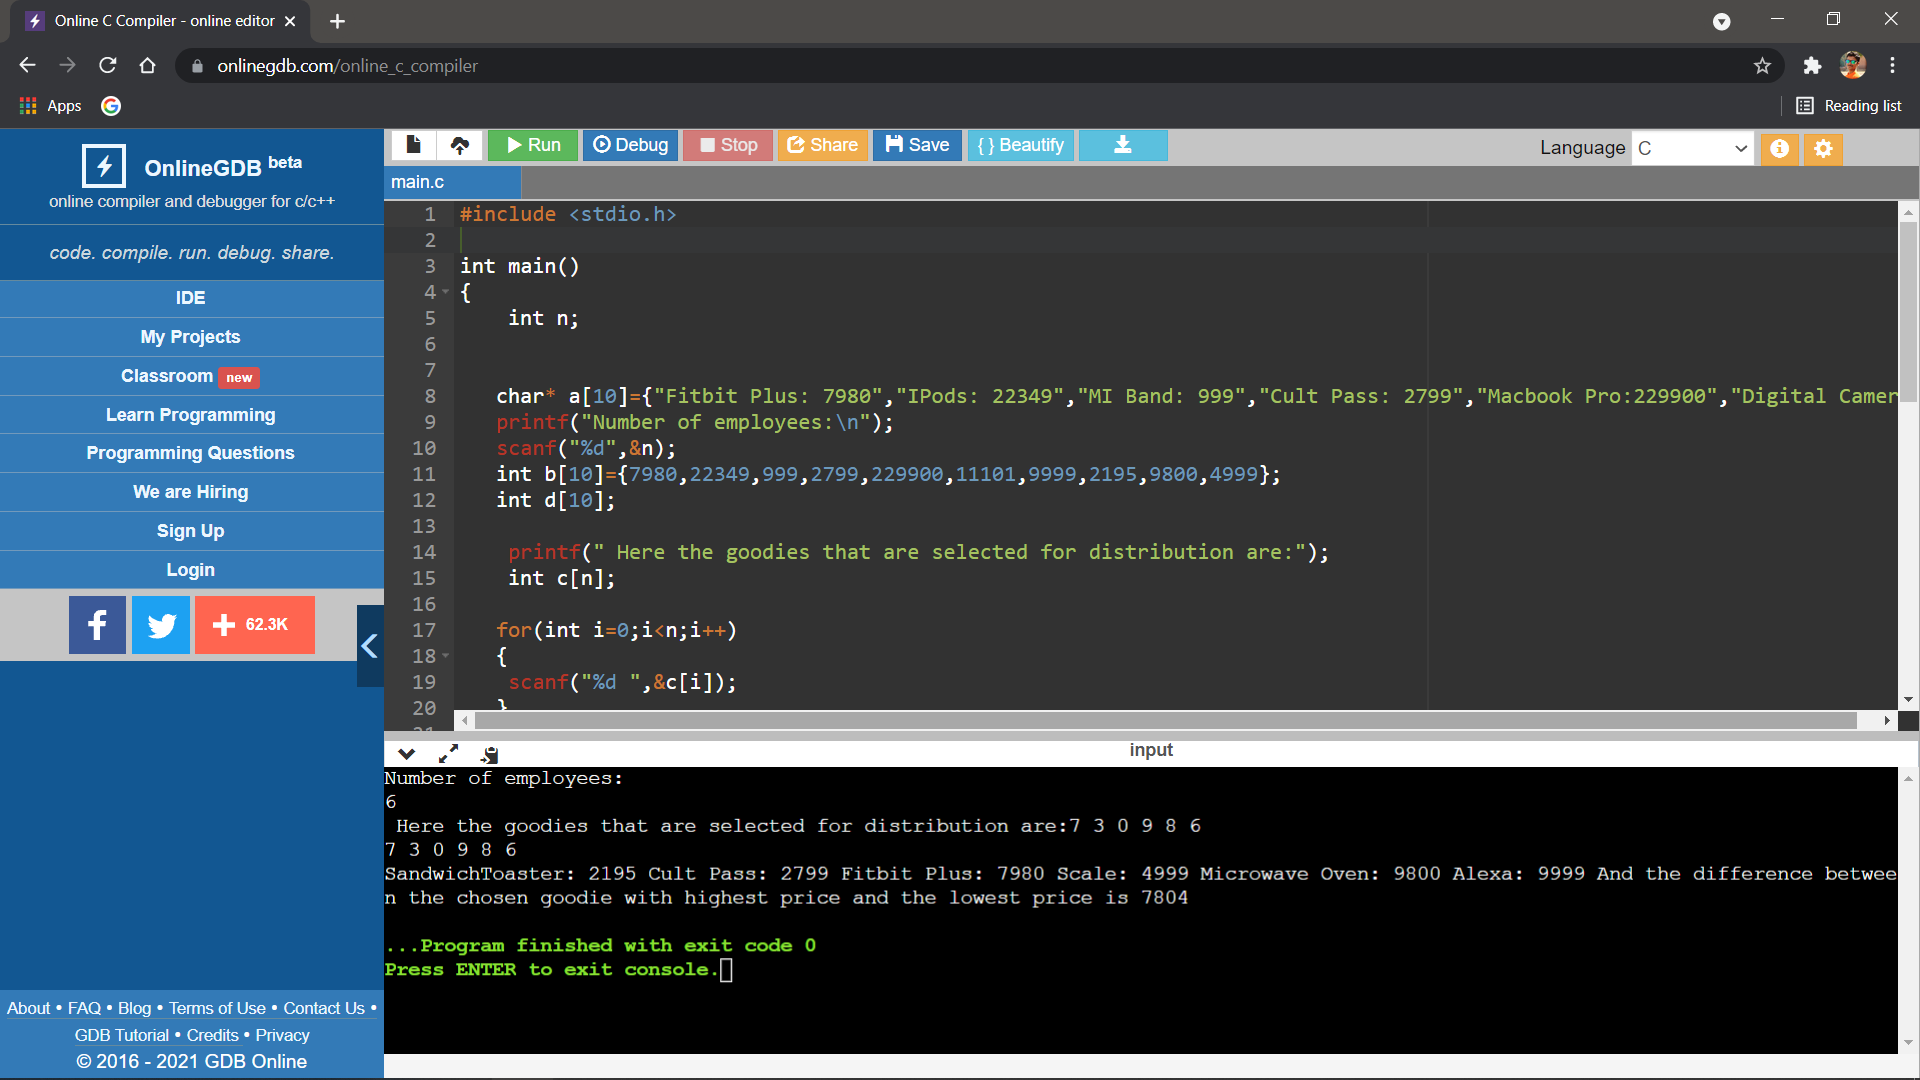 Online C Compiler - online editor
onlinegdb.com/online_c_compiler
Apps
Reading list
OnlineGDB beta
online compiler and debugger for c/c++
code. compile. run. debug. share.
IDE
My Projects
Classroom new
Learn Programming
Programming Questions
We are Hiring
Sign Up
Login
f
62.3K
About • FAQ • Blog • Terms of Use • Contact Us •
GDB Tutorial • Credits • Privacy
© 2016 - 2021 GDB Online
Run Debug Stop Share Save { } Beautify Language C
main.c
1 #include <stdio.h>
2
3 int main()
4 {
5 int n;
6
7
8 char* a[10]={"Fitbit Plus: 7980","IPods: 22349","MI Band: 999","Cult Pass: 2799","Macbook Pro:229900","Digital Camer
9 printf("Number of employees:\n");
10 scanf("%d",&n);
11 int b[10]={7980,22349,999,2799,229900,11101,9999,2195,9800,4999};
12 int d[10];
13
14 printf(" Here the goodies that are selected for distribution are:");
15 int c[n];
16
17 for(int i=0;i<n;i++)
18 {
19 scanf("%d ",&c[i]);
20 }
input
Number of employees:
6
Here the goodies that are selected for distribution are:7 3 0 9 8 6
7 3 0 9 8 6
SandwichToaster: 2195 Cult Pass: 2799 Fitbit Plus: 7980 Scale: 4999 Microwave Oven: 9800 Alexa: 9999 And the difference betwee
n the chosen goodie with highest price and the lowest price is 7804
...Program finished with exit code 0
Press ENTER to exit console.